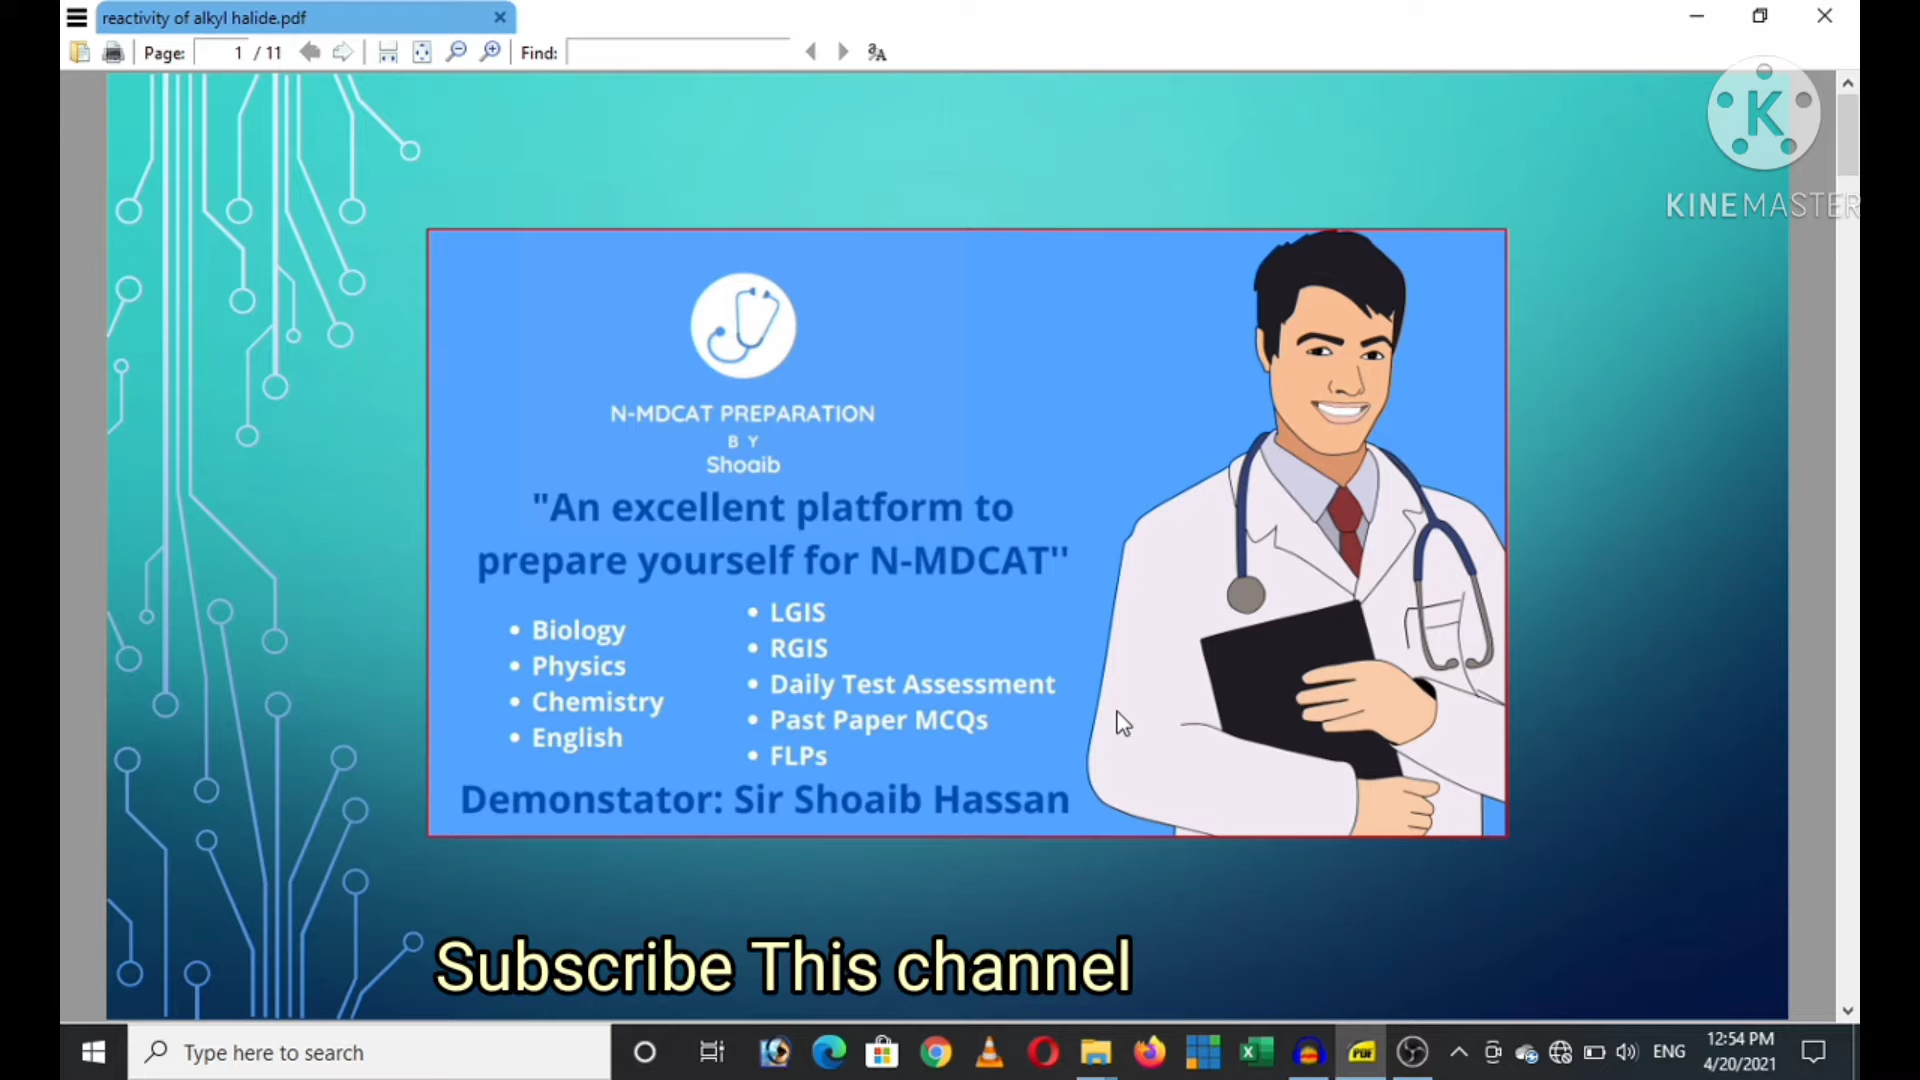 reactivity of alkyl halide.pdf
Page: 1 / 11 Find:
KINEMASTER
N-MDCAT PREPARATION
BY
Shoaib
"An excellent platform to
prepare yourself for N-MDCAT"
• Biology
• Physics
• Chemistry
• English
• LGIS
• RGIS
• Daily Test Assessment
• Past Paper MCQs
• FLPs
Demonstator: Sir Shoaib Hassan
Subscribe This channel
Type here to search
ENG
12:54 PM
4/20/2021